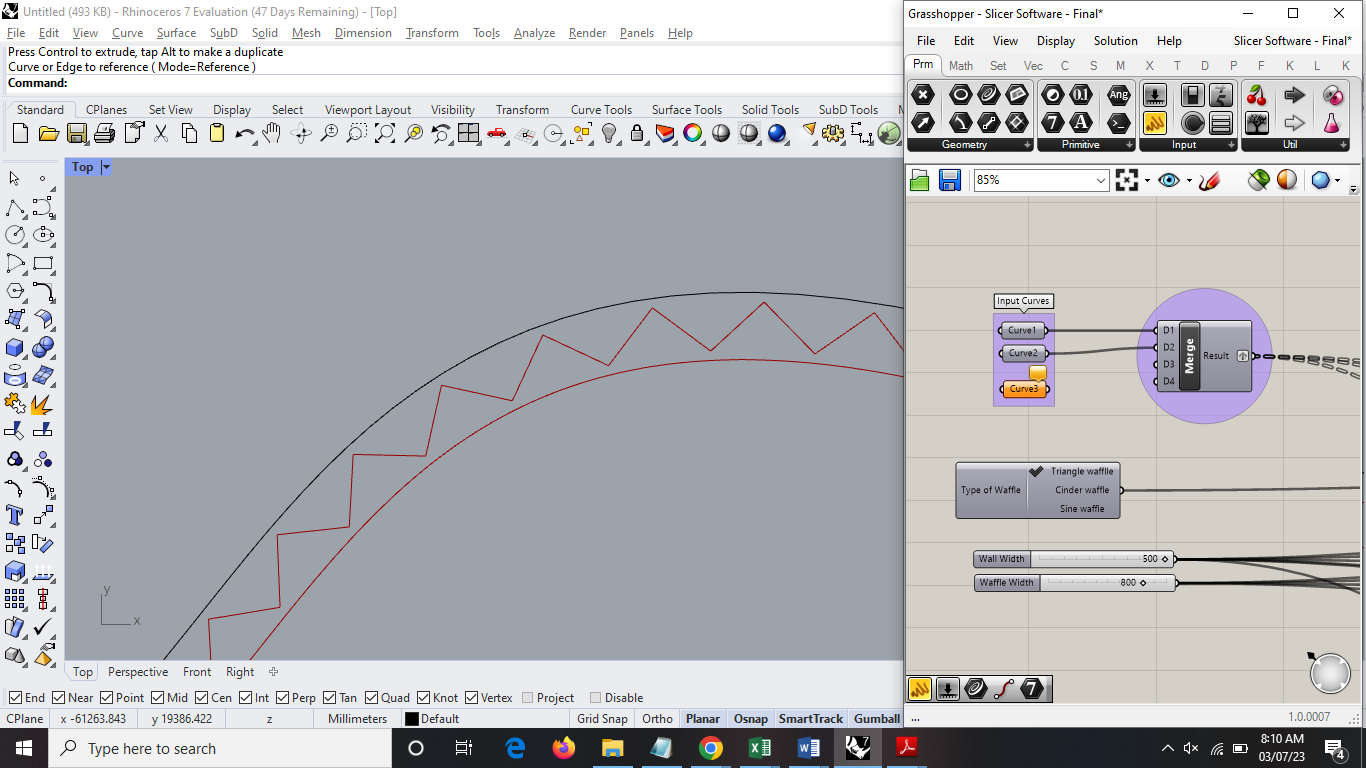 Untitled (493 KB) - Rhinoceros 7 Evaluation (47 Days Remaining) - [Top]
File Edit View Curve Surface SubD Solid Mesh Dimension Transform Tools Analyze Render Panels Help
Press Control to extrude, tap Alt to make a duplicate
Curve or Edge to reference ( Mode=Reference )
Command:
Standard CPlanes Set View Display Select Viewport Layout Visibility Transform Curve Tools Surface Tools Solid Tools SubD Tools M
Top
y
x
Top Perspective Front Right
End Near Point Mid Cen Int Perp Tan Quad Knot Vertex Project Disable
CPlane x -61263.843 y 19386.422 z Millimeters Default Grid Snap Ortho Planar Osnap SmartTrack Gumball
Grasshopper - Slicer Software - Final*
File Edit View Display Solution Help Slicer Software - Final*
Prm Math Set Vec C S M X T D P F K L K
Geometry Primitive Input Util
85%
Input Curves
Curve1
Curve2
Curve3
D1
D2
D3
D4
Merge
Result
Type of Waffle
Triangle wafflle
Cinder waffle
Sine waffle
Wall Width 500
Waffle Width 800
... 1.0.0007
Type here to search
8:10 AM
03/07/23
4